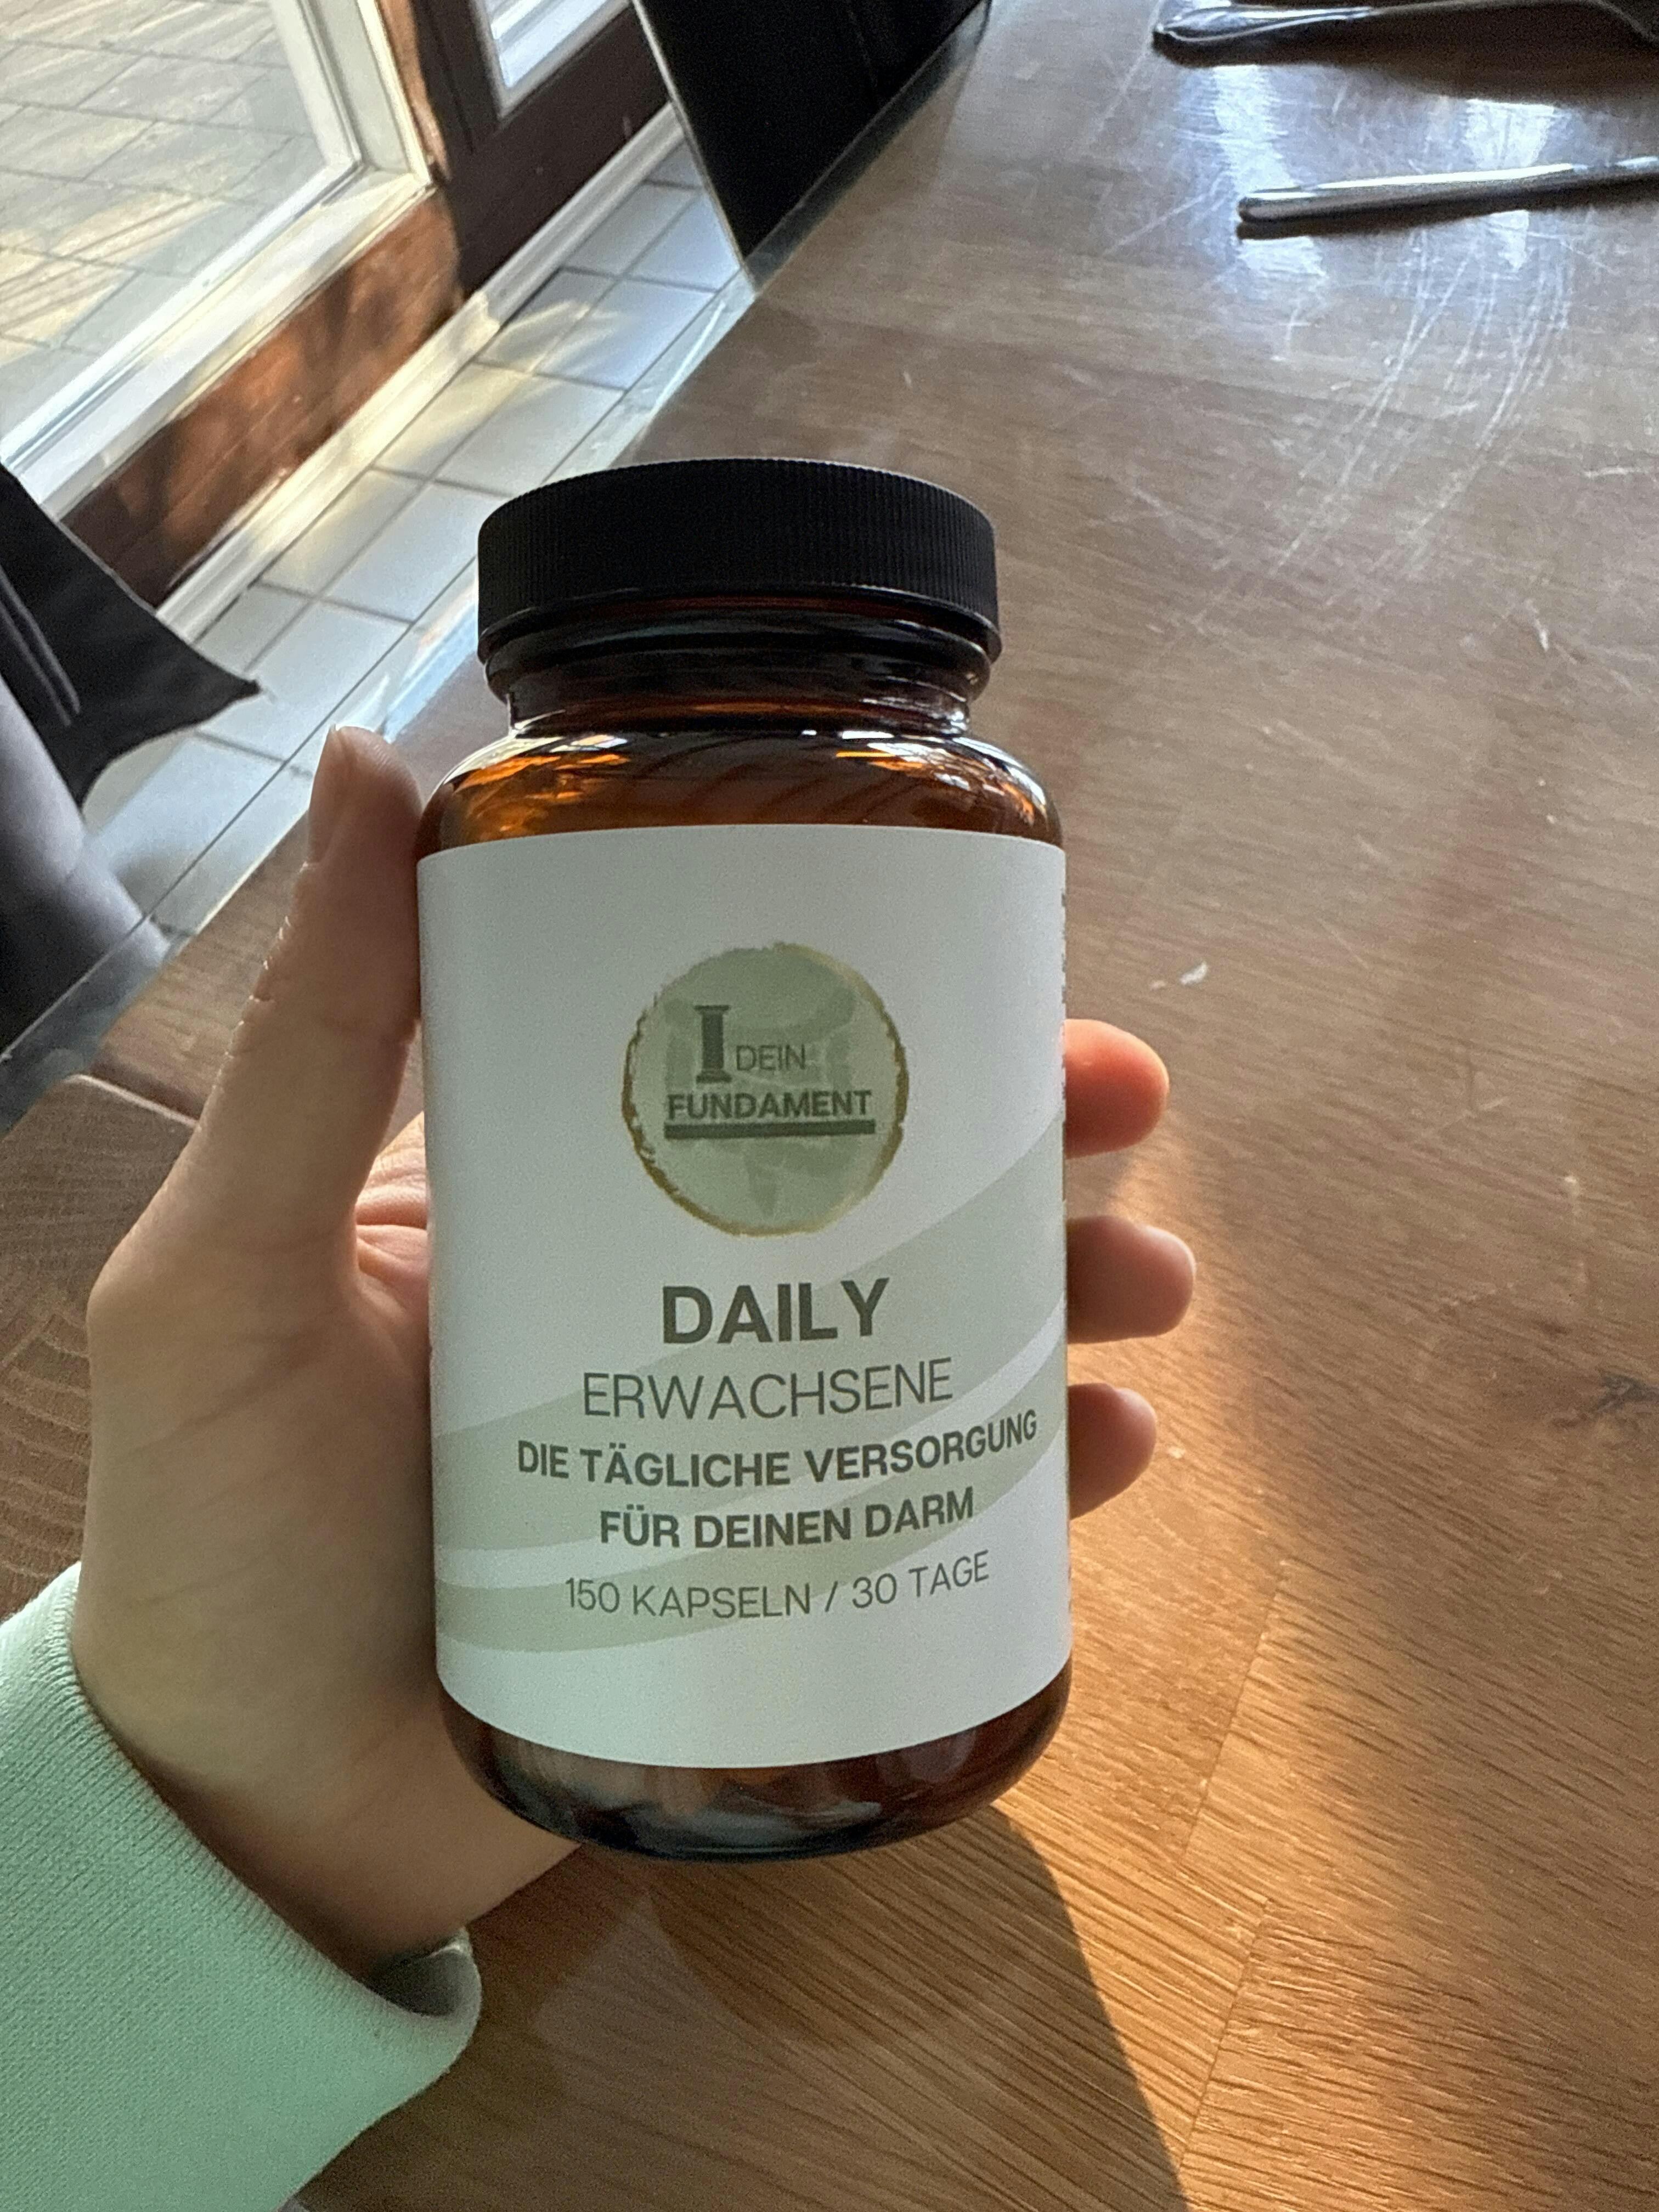 DEIN
FUNDAMENT
DAILY
ERWACHSENE
DIE TÄGLICHE VERSORGUNG
FÜR DEINEN DARM
150 KAPSELN / 30 TAGE